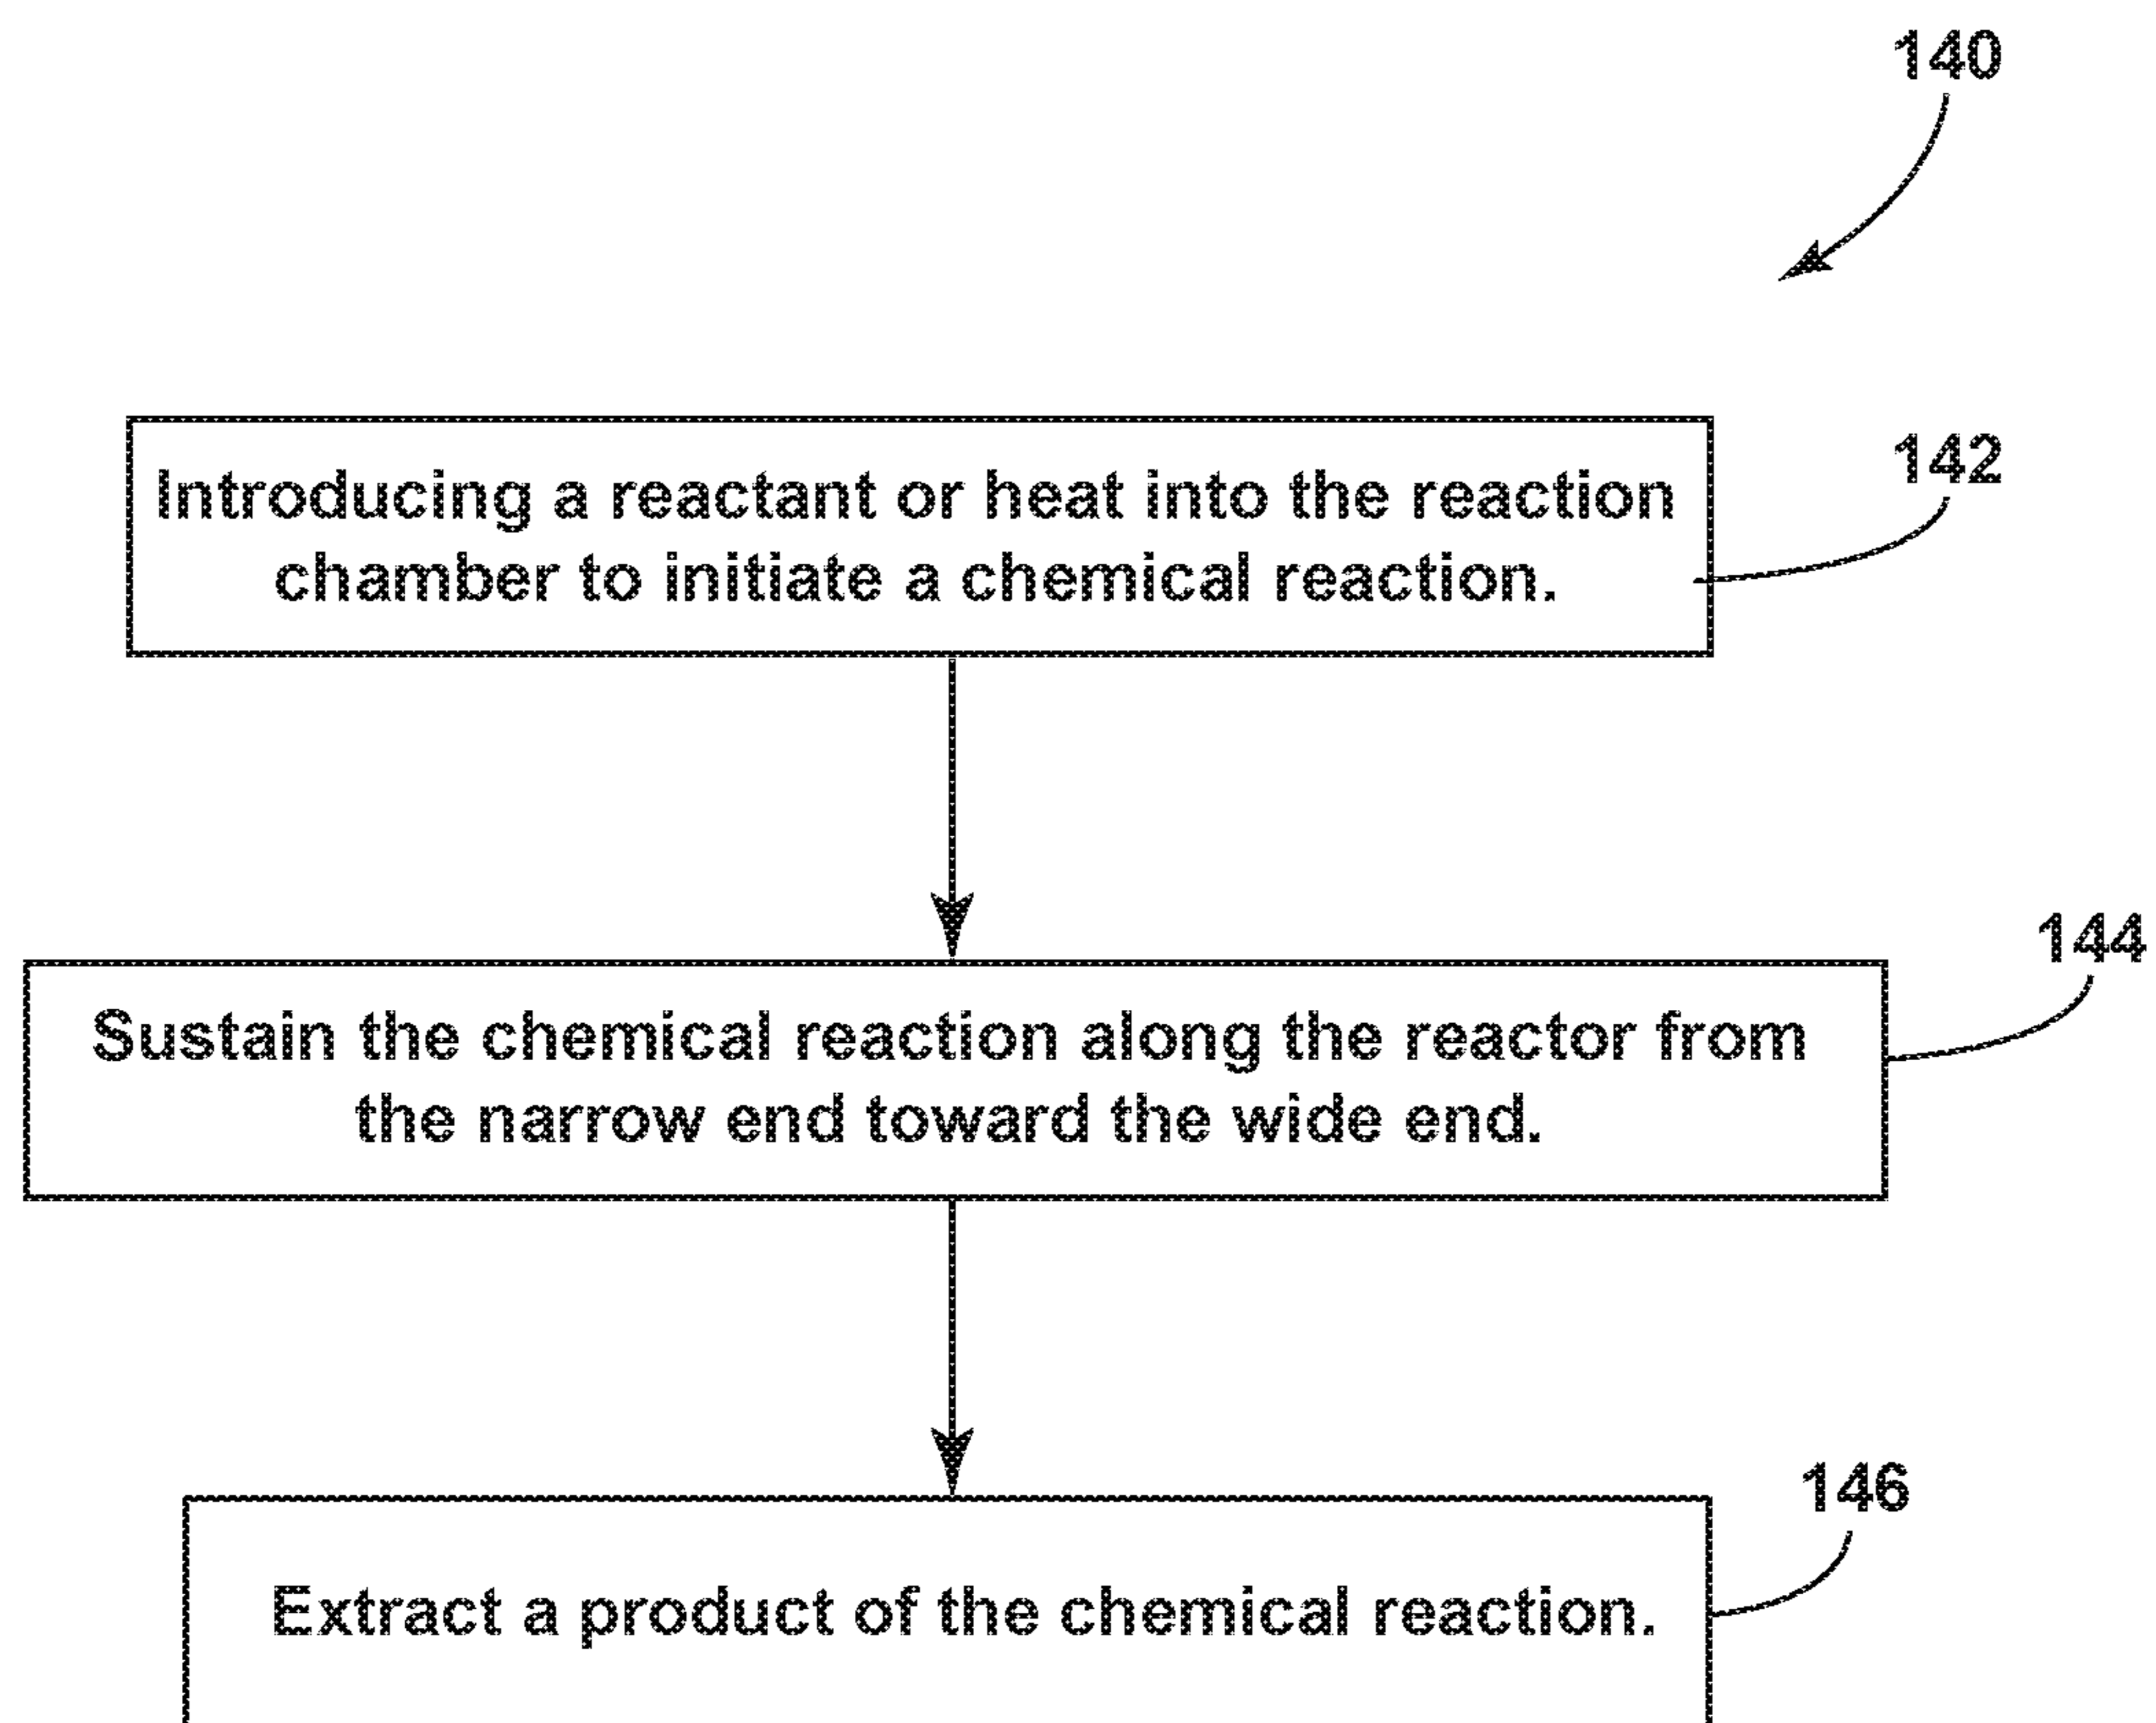 140
142
Introducing a reactant or heat into the reaction
chamber to initiate a chemical reaction.
144
Sustain the chemical reaction along the reactor from
the narrow end toward the wide end.
146
Extract a product of the chemical reaction.